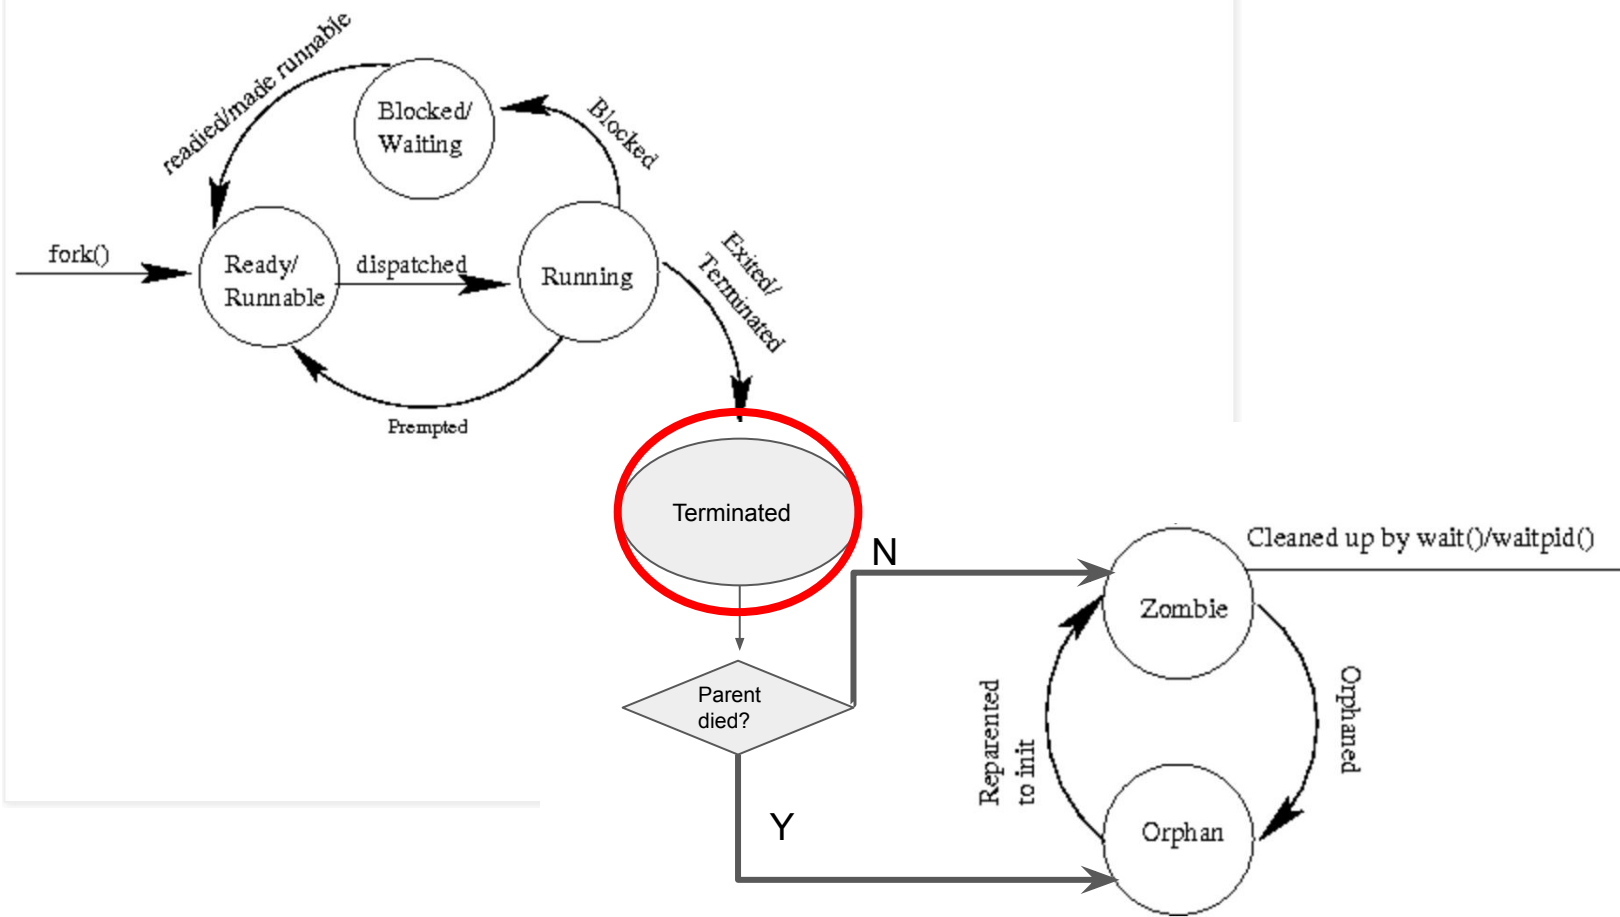 readied/made runnable
Blocked/
Waiting
Blocked
fork()
Ready/
Runnable
dispatched
Running
Exited/
Terminated
Prempted
Terminated
N
Cleaned up by wait()/waitpid()
Zombie
Parent
died?
Reparented
to init
Orphaned
Y
Orphan